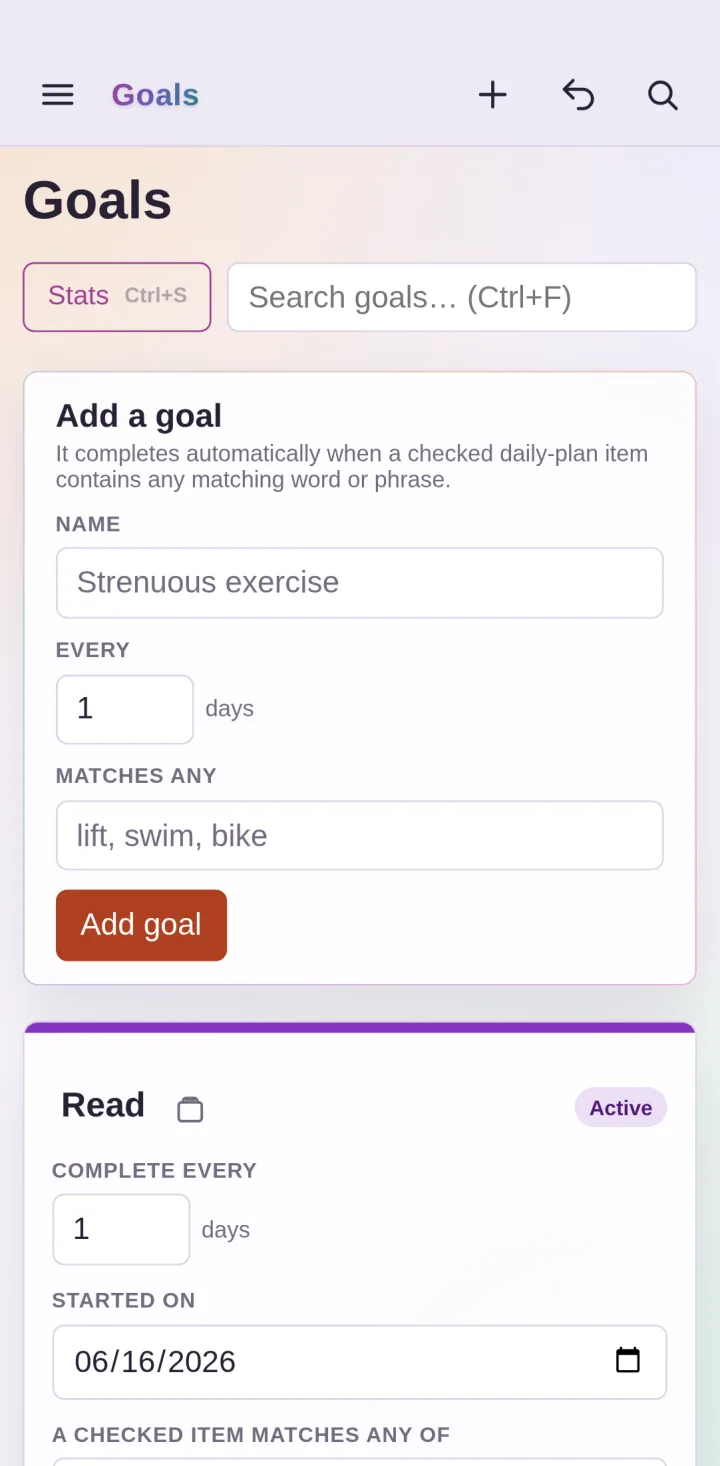 Goals
Goals
Stats Ctrl+S
Search goals… (Ctrl+F)
Add a goal
It completes automatically when a checked daily-plan item
contains any matching word or phrase.
NAME
Strenuous exercise
EVERY
1 days
MATCHES ANY
lift, swim, bike
Add goal
Read
Active
COMPLETE EVERY
1 days
STARTED ON
06/16/2026
A CHECKED ITEM MATCHES ANY OF